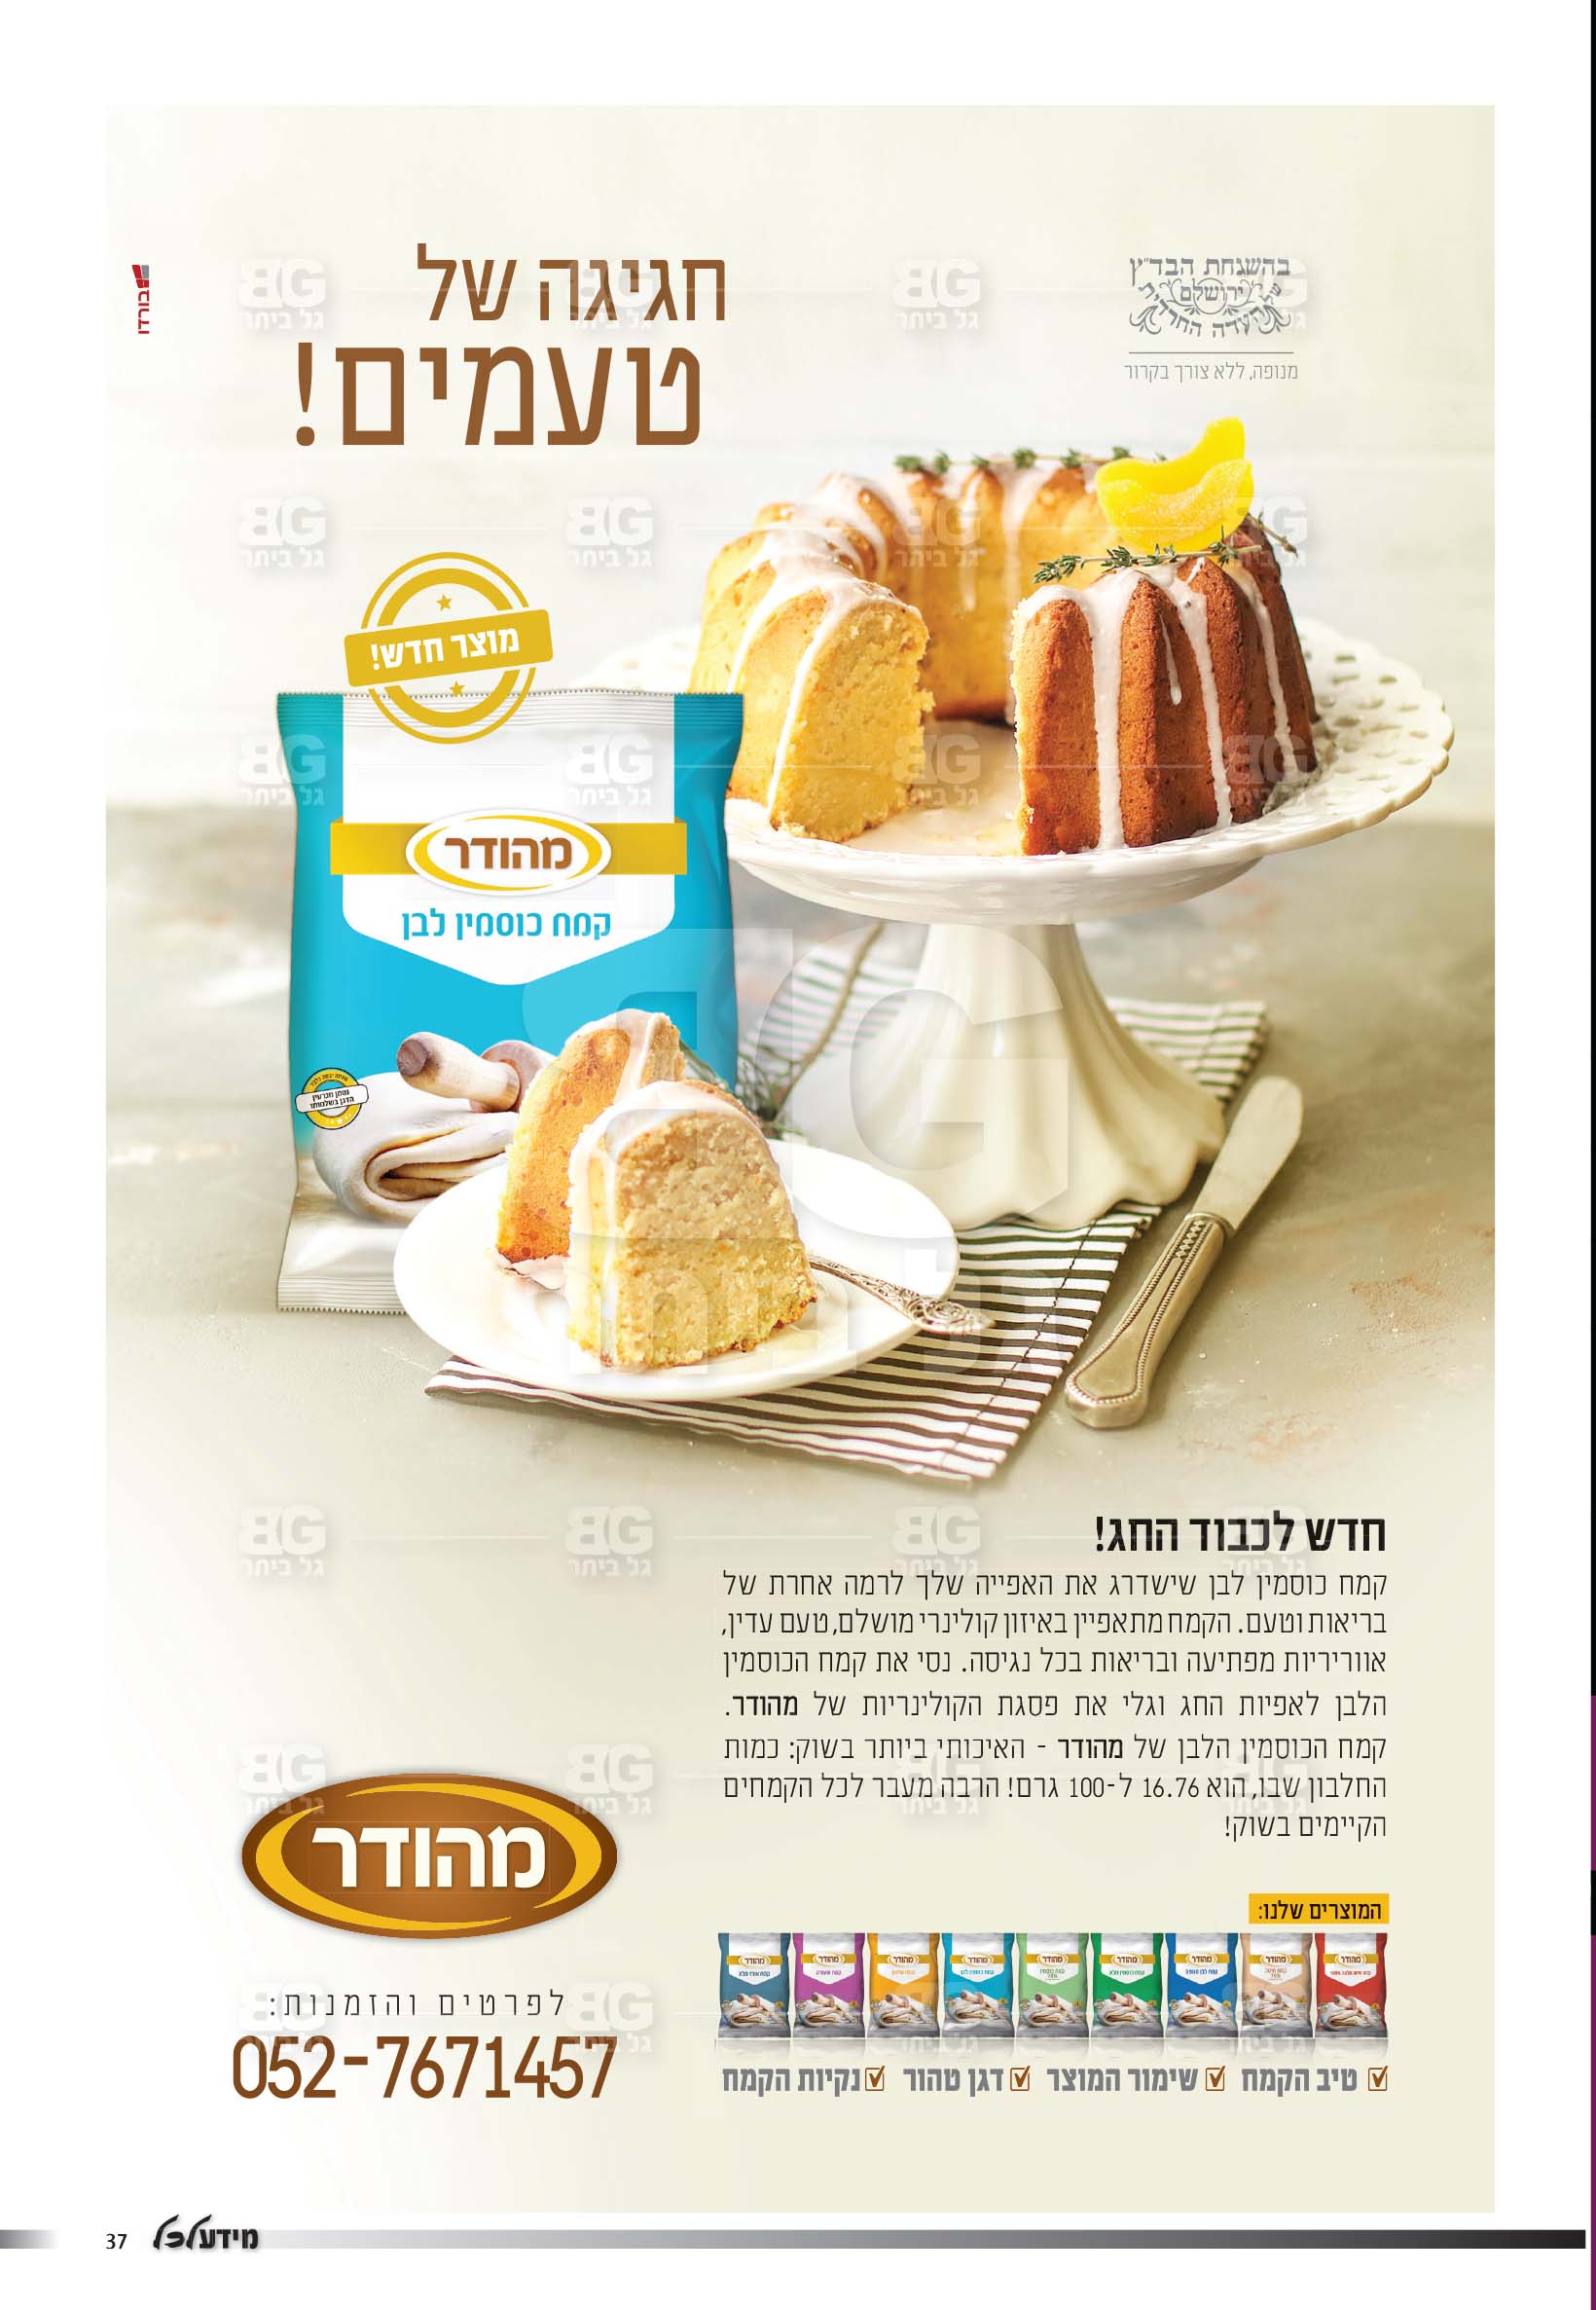 בהשגחת הבד"ץ
ירושלים
של העדה החרדית
מנופה, ללא צורך בקרור
חגיגה של
טעמים!
בורדו
מוצר חדש!
מהודר
קמח כוסמין לבן
חדש לכבוד החג!
קמח כוסמין לבן שישדרג את האפייה שלך לרמה אחרת של
בריאות וטעם. הקמח מתאפיין באיזון קולינרי מושלם, טעם עדין,
אווריריות מפתיעה ובריאות בכל נגיסה. נסי את קמח הכוסמין
הלבן לאפיות החג וגלי את פסגת הקולינריות של מהודר.
קמח הכוסמין הלבן של מהודר - האיכותי ביותר בשוק: כמות
החלבון שבו, הוא 16.76 ל-100 גרם! הרבה מעבר לכל הקמחים
הקיימים בשוק!
המוצרים שלנו:
טיב הקמח שימור המוצר דגן טהור נקיות הקמח
מהודר
לפרטים והזמנות:
052-7671457
מידע לכל
37
BG
גל ביתר